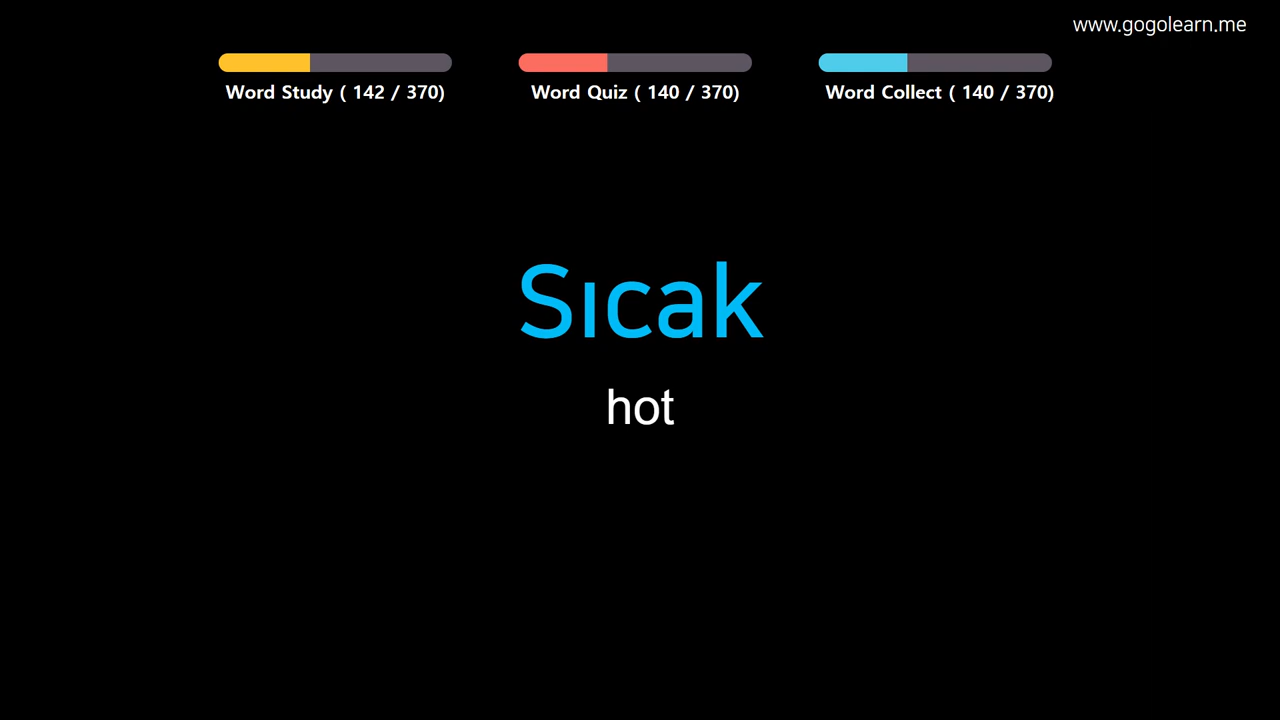 www.gogolearn.me
Word Study ( 142 / 370)
Word Quiz ( 140 / 370)
Word Collect ( 140 / 370)
Sıcak
hot